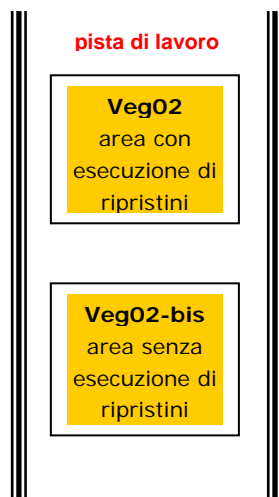 pista di lavoro
Veg02
area con
esecuzione di
ripristini
Veg02-bis
area senza
esecuzione di
ripristini